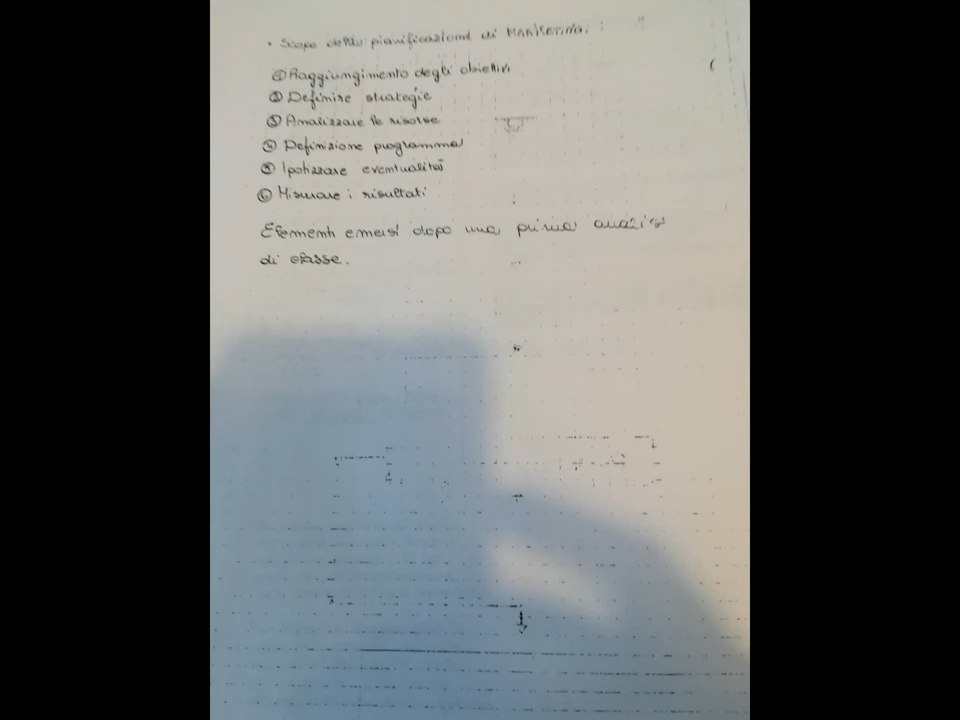 • Scopo della pianificazione di MARKETING.
① Raggiungimento degli obiettivi
② Definire strategie
③ Analizzare le risorse
④ Definizione programma
⑤ Ipotizzare eventualità
⑥ Misurare i risultati
Elementi emersi dopo una prima analisi
di classe.